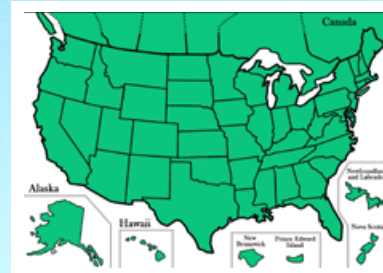 Canada
Alaska
Hawaii
Newfoundland
and Labrador
New
Brunswick
Prince Edward
Island
Nova Scotia